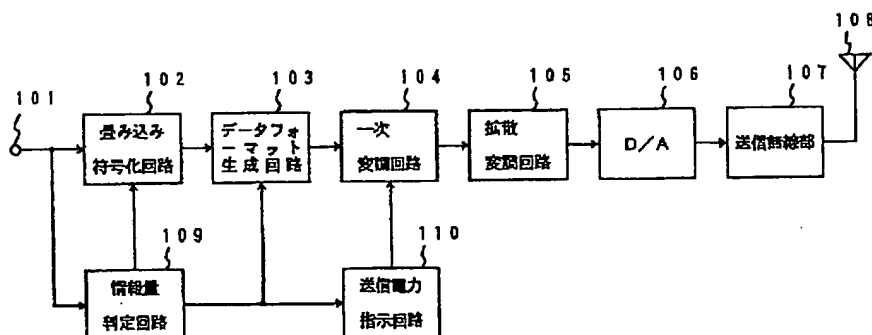 108
107
106
105
104
103
102
101
畳み込み
符号化回路
データフォ
ーマット
生成回路
一次
変調回路
拡散
変調回路
D/A
送信無線部
109
110
情報量
判定回路
送信電力
指示回路